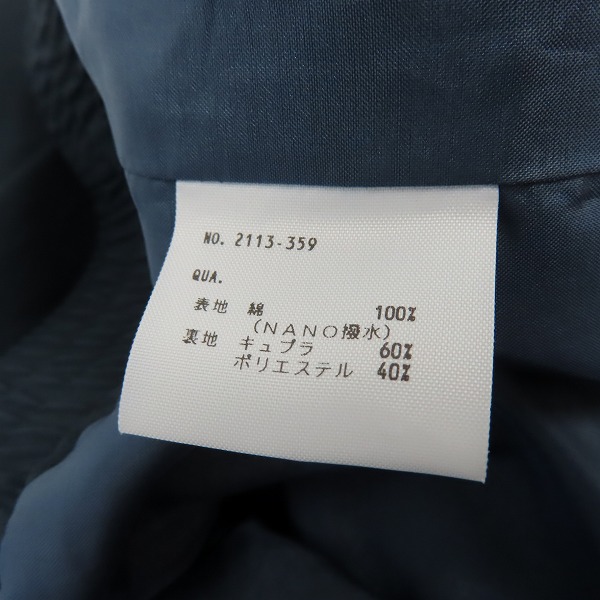 NO. 2113-359
QUA.
表地 綿 100%
(NANO撥水)
裏地 キュプラ 60%
ポリエステル 40%